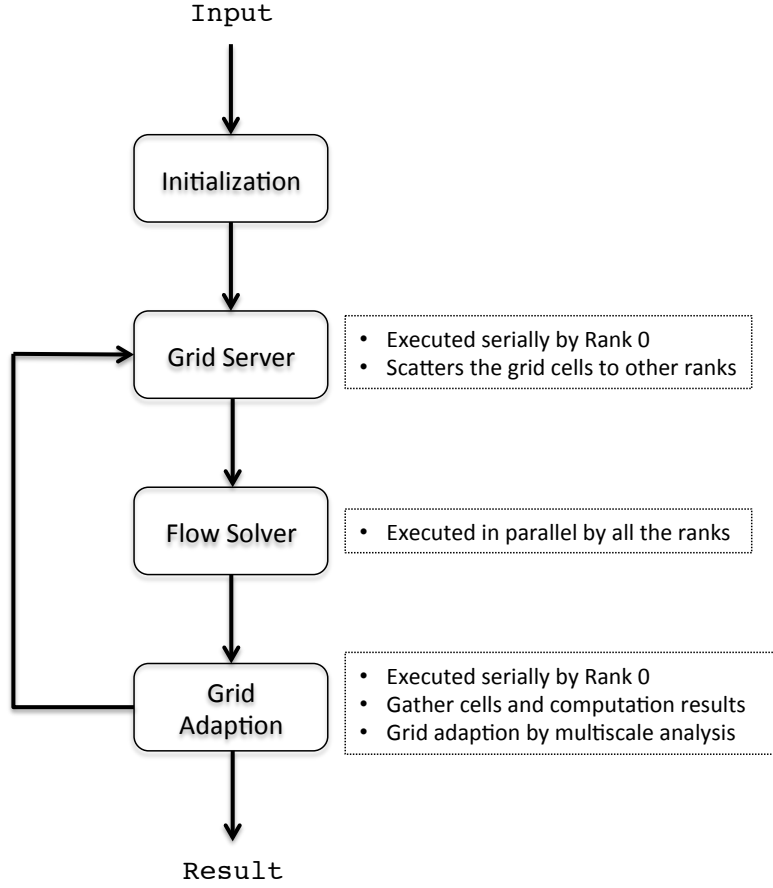 Input
Initialization
Grid Server
• Executed serially by Rank 0
• Scatters the grid cells to other ranks
Flow Solver
• Executed in parallel by all the ranks
Grid
Adaption
• Executed serially by Rank 0
• Gather cells and computation results
• Grid adaption by multiscale analysis
Result